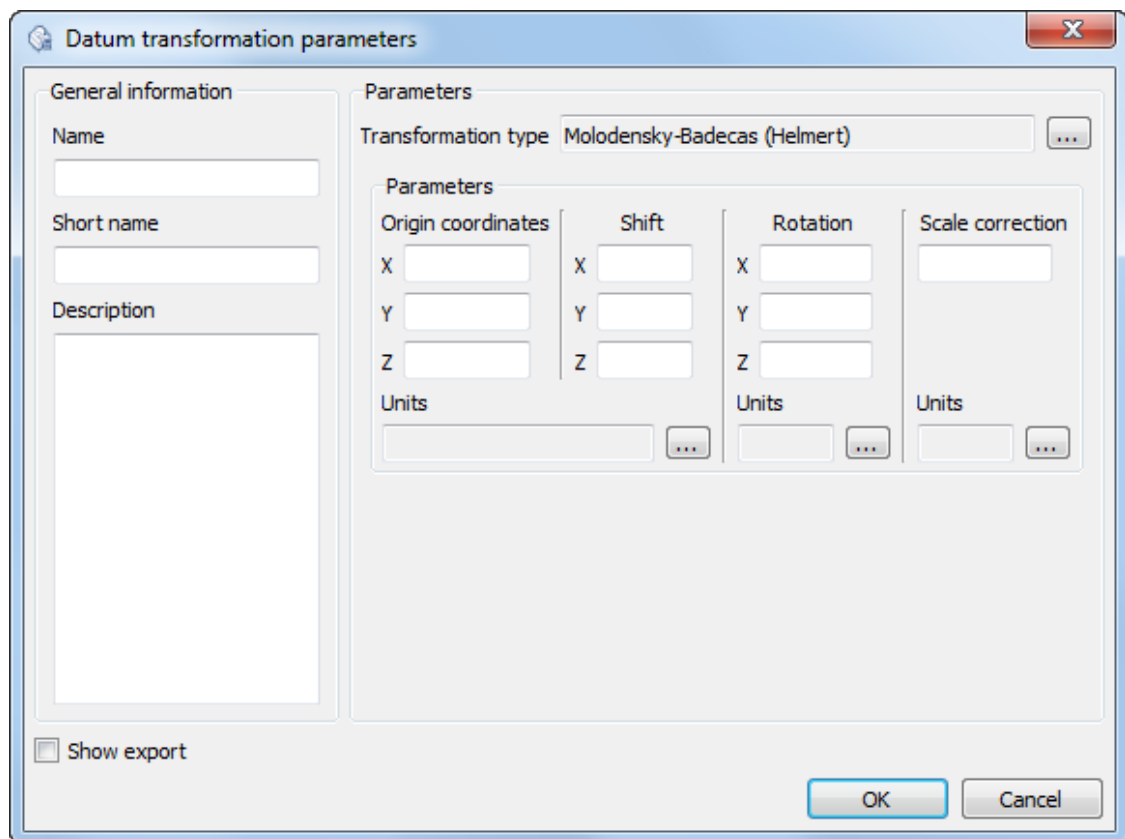 Datum transformation parameters
General information
Name
Short name
Description
Parameters
Transformation type Molodensky-Badecas (Helmert) ...
Parameters
Origin coordinates Shift Rotation Scale correction
X X X
Y Y Y
Z Z Z
Units Units Units
... ... ...
Show export
OK Cancel